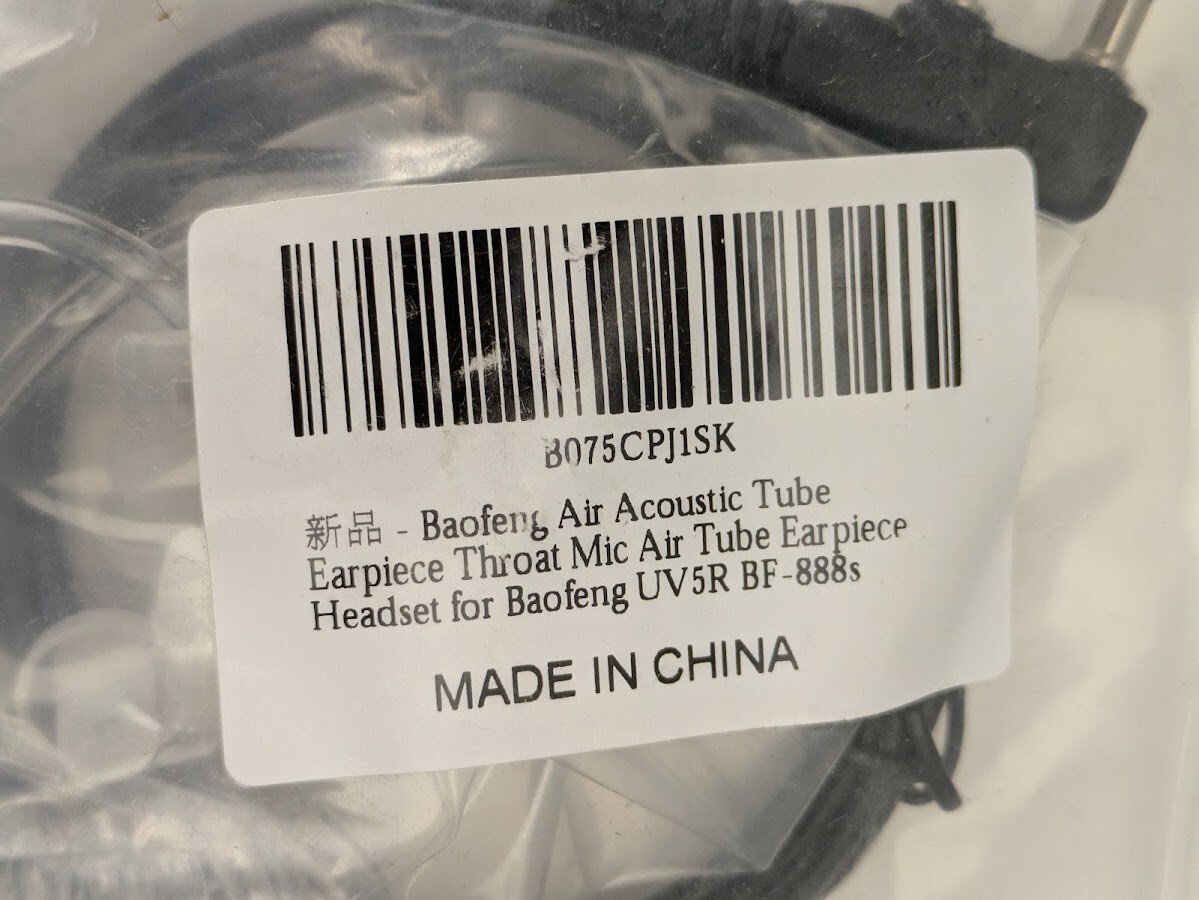 B075CPJ1SK
新品 - Baofeng Air Acoustic Tube
Earpiece Throat Mic Air Tube Earpiece
Headset for Baofeng UV5R BF-888s
MADE IN CHINA